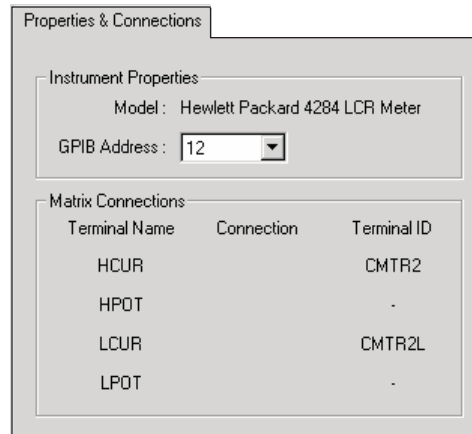 Properties & Connections
Instrument Properties
Model : Hewlett Packard 4284 LCR Meter
GPIB Address : 12
Matrix Connections
Terminal Name Connection Terminal ID
HCUR CMTR2
HPOT -
LCUR CMTR2L
LPOT -